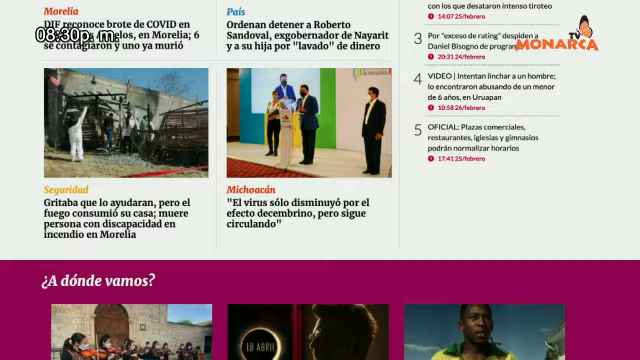 Morelia
DIF reconoce brote de COVID en
08:30p. m.
elos, en Morelia; 6
se contagiaron y uno ya murió
País
Ordenan detener a Roberto
Sandoval, exgobernador de Nayarit
y a su hija por "lavado" de dinero
con los que desataron intenso tiroteo
14:07 25/febrero
3 Por "exceso de rating" despiden a
Daniel Bisogno de program
20:31 24/febrero
TV
MONARCA
4 VIDEO | Intentan linchar a un hombre;
lo encontraron abusando de un menor
de 6 años, en Uruapan
10:58 26/febrero
5 OFICIAL: Plazas comerciales,
restaurantes, iglesias y gimnasios
podrán normalizar horarios
17:41 25/febrero
Seguridad
Gritaba que lo ayudaran, pero el
fuego consumió su casa; muere
persona con discapacidad en
incendio en Morelia
Michoacán
"El virus sólo disminuyó por el
efecto decembrino, pero sigue
circulando"
¿A dónde vamos?
10 ABRIL